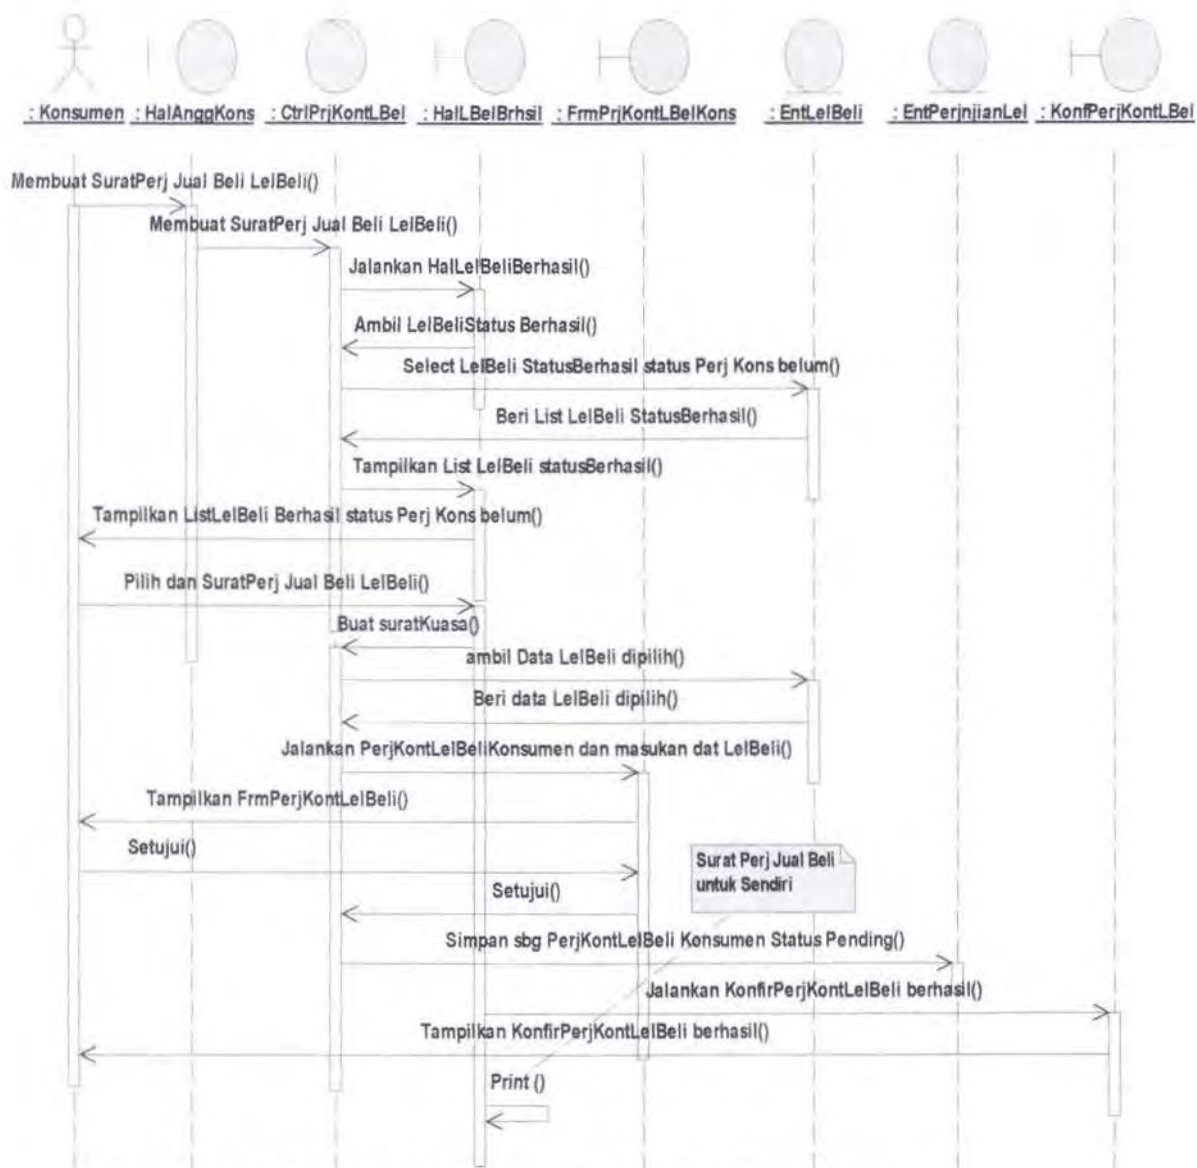 : Konsumen : HalAnggKons : CtrlPrjKontLBel : HalLBelBrhsil : FrmPrjKontLBelKons : EntLelBeli : EntPerjnjianLel : KonfPerjKontLBel
Membuat SuratPerj Jual Beli LelBeli()
Membuat SuratPerj Jual Beli LelBeli()
Jalankan HalLelBeliBerhasil()
Ambil LelBeliStatus Berhasil()
Select LelBeli StatusBerhasil status Perj Kons belum()
Beri List LelBeli StatusBerhasil()
Tampilkan List LelBeli statusBerhasil()
Tampilkan ListLelBeli Berhasil status Perj Kons belum()
Pilih dan SuratPerj Jual Beli LelBeli()
Buat suratKuasa()
ambil Data LelBeli dipilih()
Beri data LelBeli dipilih()
Jalankan PerjKontLelBeliKonsumen dan masukan dat LelBeli()
Tampilkan FrmPerjKontLelBeli()
Setujui()
Surat Perj Jual Beli
untuk Sendiri
Setujui()
Simpan sbg PerjKontLelBeli Konsumen Status Pending()
Jalankan KonfirPerjKontLelBeli berhasil()
Tampilkan KonfirPerjKontLelBeli berhasil()
Print ()